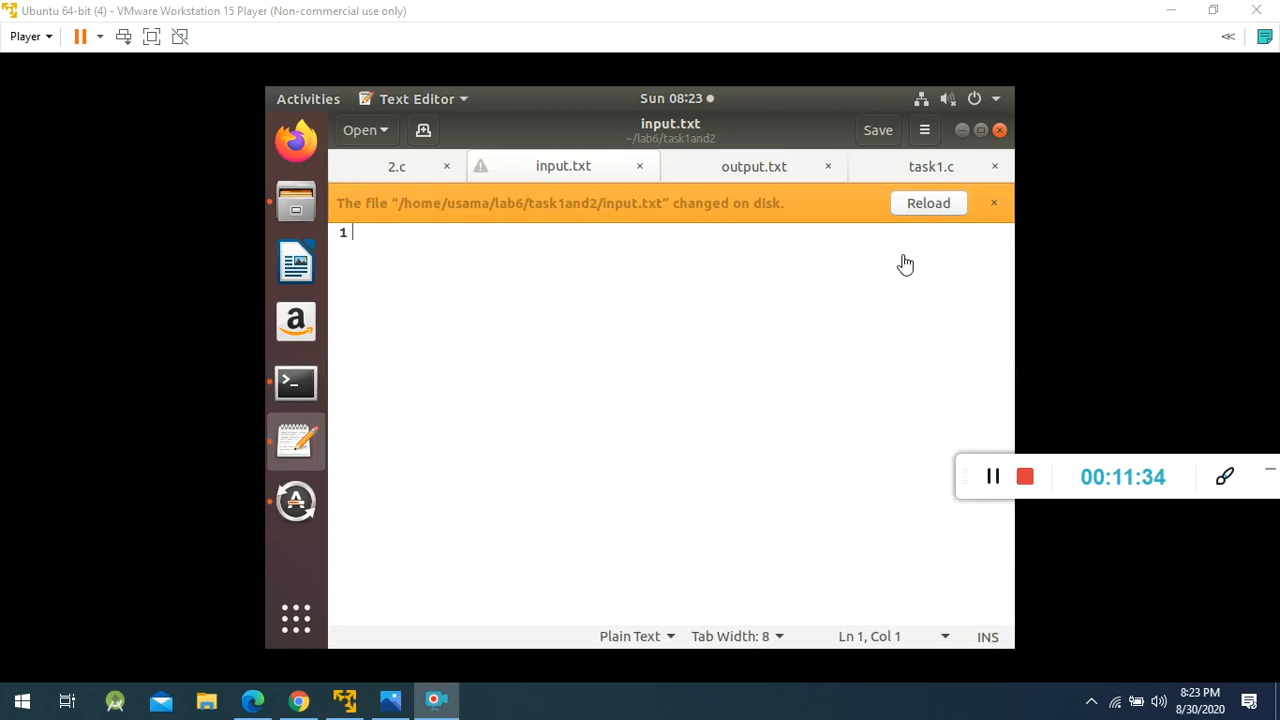 Ubuntu 64-bit (4) - VMware Workstation 15 Player (Non-commercial use only)
Player
Activities Text Editor Sun 08:23
Open input.txt Save
~/lab6/task1and2
2.c input.txt output.txt task1.c
The file “/home/usama/lab6/task1and2/input.txt” changed on disk. Reload
1
00:11:34
Plain Text Tab Width: 8 Ln 1, Col 1 INS
8:23 PM
8/30/2020